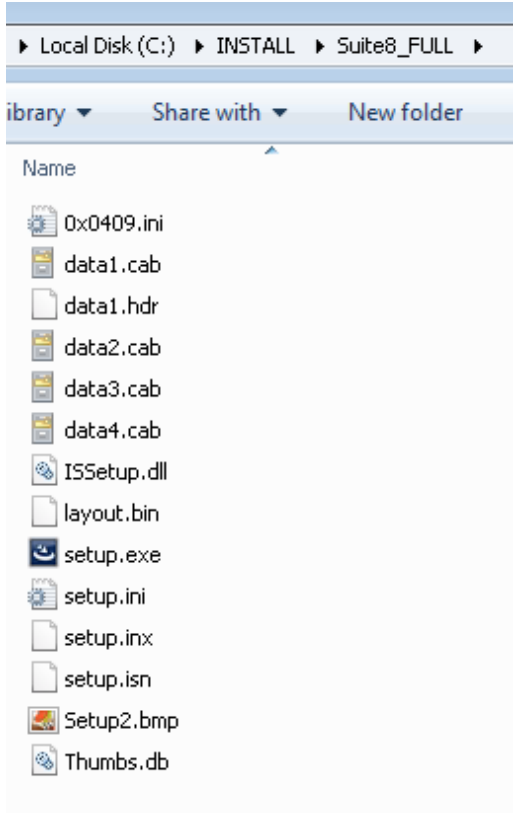 Local Disk (C:) INSTALL Suite8_FULL
ibrary Share with New folder
Name
0x0409.ini
data1.cab
data1.hdr
data2.cab
data3.cab
data4.cab
ISSetup.dll
layout.bin
setup.exe
setup.ini
setup.inx
setup.isn
Setup2.bmp
Thumbs.db